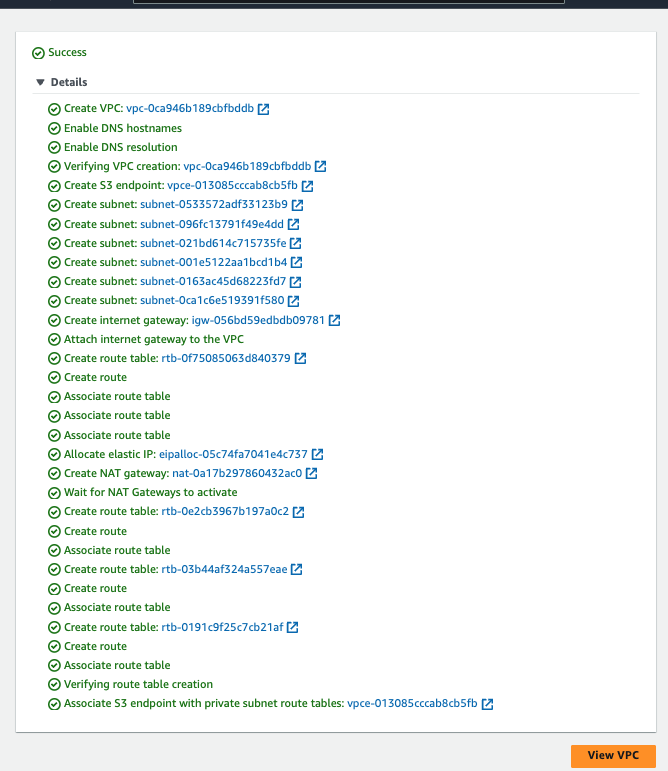 Success
Details
Create VPC: vpc-0ca946b189cbfbddb
Enable DNS hostnames
Enable DNS resolution
Verifying VPC creation: vpc-0ca946b189cbfbddb
Create S3 endpoint: vpce-013085cccab8cb5fb
Create subnet: subnet-0533572adf33123b9
Create subnet: subnet-096fc13791f49e4dd
Create subnet: subnet-021bd614c715735fe
Create subnet: subnet-001e5122aa1bcd1b4
Create subnet: subnet-0163ac45d68223fd7
Create subnet: subnet-0ca1c6e519391f580
Create internet gateway: igw-056bd59edbdb09781
Attach internet gateway to the VPC
Create route table: rtb-0f75085063d840379
Create route
Associate route table
Associate route table
Associate route table
Allocate elastic IP: eipalloc-05c74fa7041e4c737
Create NAT gateway: nat-0a17b297860432ac0
Wait for NAT Gateways to activate
Create route table: rtb-0e2cb3967b197a0c2
Create route
Associate route table
Create route table: rtb-03b44af324a557eae
Create route
Associate route table
Create route table: rtb-0191c9f25c7cb21af
Create route
Associate route table
Verifying route table creation
Associate S3 endpoint with private subnet route tables: vpce-013085cccab8cb5fb
View VPC